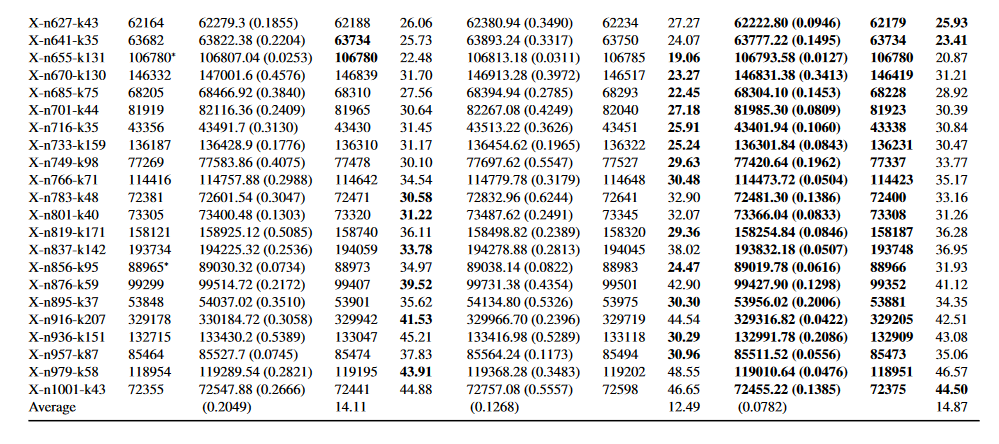 X-n627-k43 62164 62279.3 (0.1855) 62188 26.06 62380.94 (0.3490) 62234 27.27 62222.80 (0.0946) 62179 25.93
X-n641-k35 63682 63822.38 (0.2204) 63734 25.73 63893.24 (0.3317) 63750 24.07 63777.22 (0.1495) 63734 23.41
X-n655-k131 106780* 106807.04 (0.0253) 106780 22.48 106813.18 (0.0311) 106785 19.06 106793.58 (0.0127) 106780 20.87
X-n670-k130 146332 147001.6 (0.4576) 146839 31.70 146913.28 (0.3972) 146517 23.27 146831.38 (0.3413) 146419 31.21
X-n685-k75 68205 68466.92 (0.3840) 68310 27.56 68394.94 (0.2785) 68293 22.45 68304.10 (0.1453) 68228 28.92
X-n701-k44 81919 82116.36 (0.2409) 81965 30.64 82267.08 (0.4249) 82040 27.18 81985.30 (0.0809) 81923 30.39
X-n716-k35 43356 43491.7 (0.3130) 43430 31.45 43513.22 (0.3626) 43451 25.91 43401.94 (0.1060) 43338 30.84
X-n733-k159 136187 136428.9 (0.1776) 136310 31.17 136454.62 (0.1965) 136322 25.24 136301.84 (0.0843) 136231 30.47
X-n749-k98 77269 77583.86 (0.4075) 77478 30.10 77697.62 (0.5547) 77527 29.63 77420.64 (0.1962) 77337 33.77
X-n766-k71 114416 114757.88 (0.2988) 114642 34.54 114779.78 (0.3179) 114648 30.48 114473.72 (0.0504) 114423 35.17
X-n783-k48 72381 72601.54 (0.3047) 72471 30.58 72832.96 (0.6244) 72641 32.90 72481.30 (0.1386) 72400 33.16
X-n801-k40 73305 73400.48 (0.1303) 73320 31.22 73487.62 (0.2491) 73345 32.07 73366.04 (0.0833) 73308 31.26
X-n819-k171 158121 158925.12 (0.5085) 158740 36.11 158498.82 (0.2389) 158320 29.36 158254.84 (0.0846) 158187 36.28
X-n837-k142 193734 194225.32 (0.2536) 194059 33.78 194278.88 (0.2813) 194045 38.02 193832.18 (0.0507) 193748 36.95
X-n856-k95 88965* 89030.32 (0.0734) 88973 34.97 89038.14 (0.0822) 88983 24.47 89019.78 (0.0616) 88966 31.93
X-n876-k59 99299 99514.72 (0.2172) 99407 39.52 99731.38 (0.4354) 99501 42.90 99427.90 (0.1298) 99352 41.12
X-n895-k37 53848 54037.02 (0.3510) 53901 35.62 54134.80 (0.5326) 53975 30.30 53956.02 (0.2006) 53881 34.35
X-n916-k207 329178 330184.72 (0.3058) 329942 41.53 329966.70 (0.2396) 329719 44.54 329316.82 (0.0422) 329205 42.51
X-n936-k151 132715 133430.2 (0.5389) 133047 45.21 133416.98 (0.5289) 133118 30.29 132991.78 (0.2086) 132909 43.08
X-n957-k87 85464 85527.7 (0.0745) 85474 37.83 85564.24 (0.1173) 85494 30.96 85511.52 (0.0556) 85473 35.06
X-n979-k58 118954 119289.54 (0.2821) 119195 43.91 119368.28 (0.3483) 119202 48.55 119010.64 (0.0476) 118951 46.57
X-n1001-k43 72355 72547.88 (0.2666) 72441 44.88 72757.08 (0.5557) 72598 46.65 72455.22 (0.1385) 72375 44.50
Average (0.2049) 14.11 (0.1268) 12.49 (0.0782) 14.87